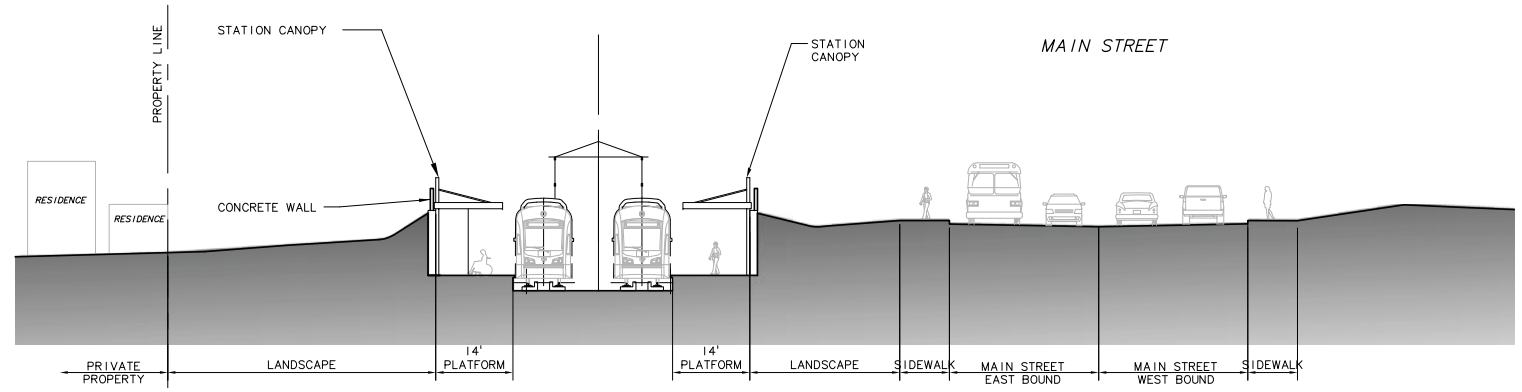 PROPERTY LINE
STATION CANOPY
STATION
CANOPY
MAIN STREET
RESIDENCE
RESIDENCE
CONCRETE WALL
PRIVATE
PROPERTY
LANDSCAPE
14'
PLATFORM
14'
PLATFORM
LANDSCAPE
SIDEWALK
MAIN STREET
EAST BOUND
MAIN STREET
WEST BOUND
SIDEWALK